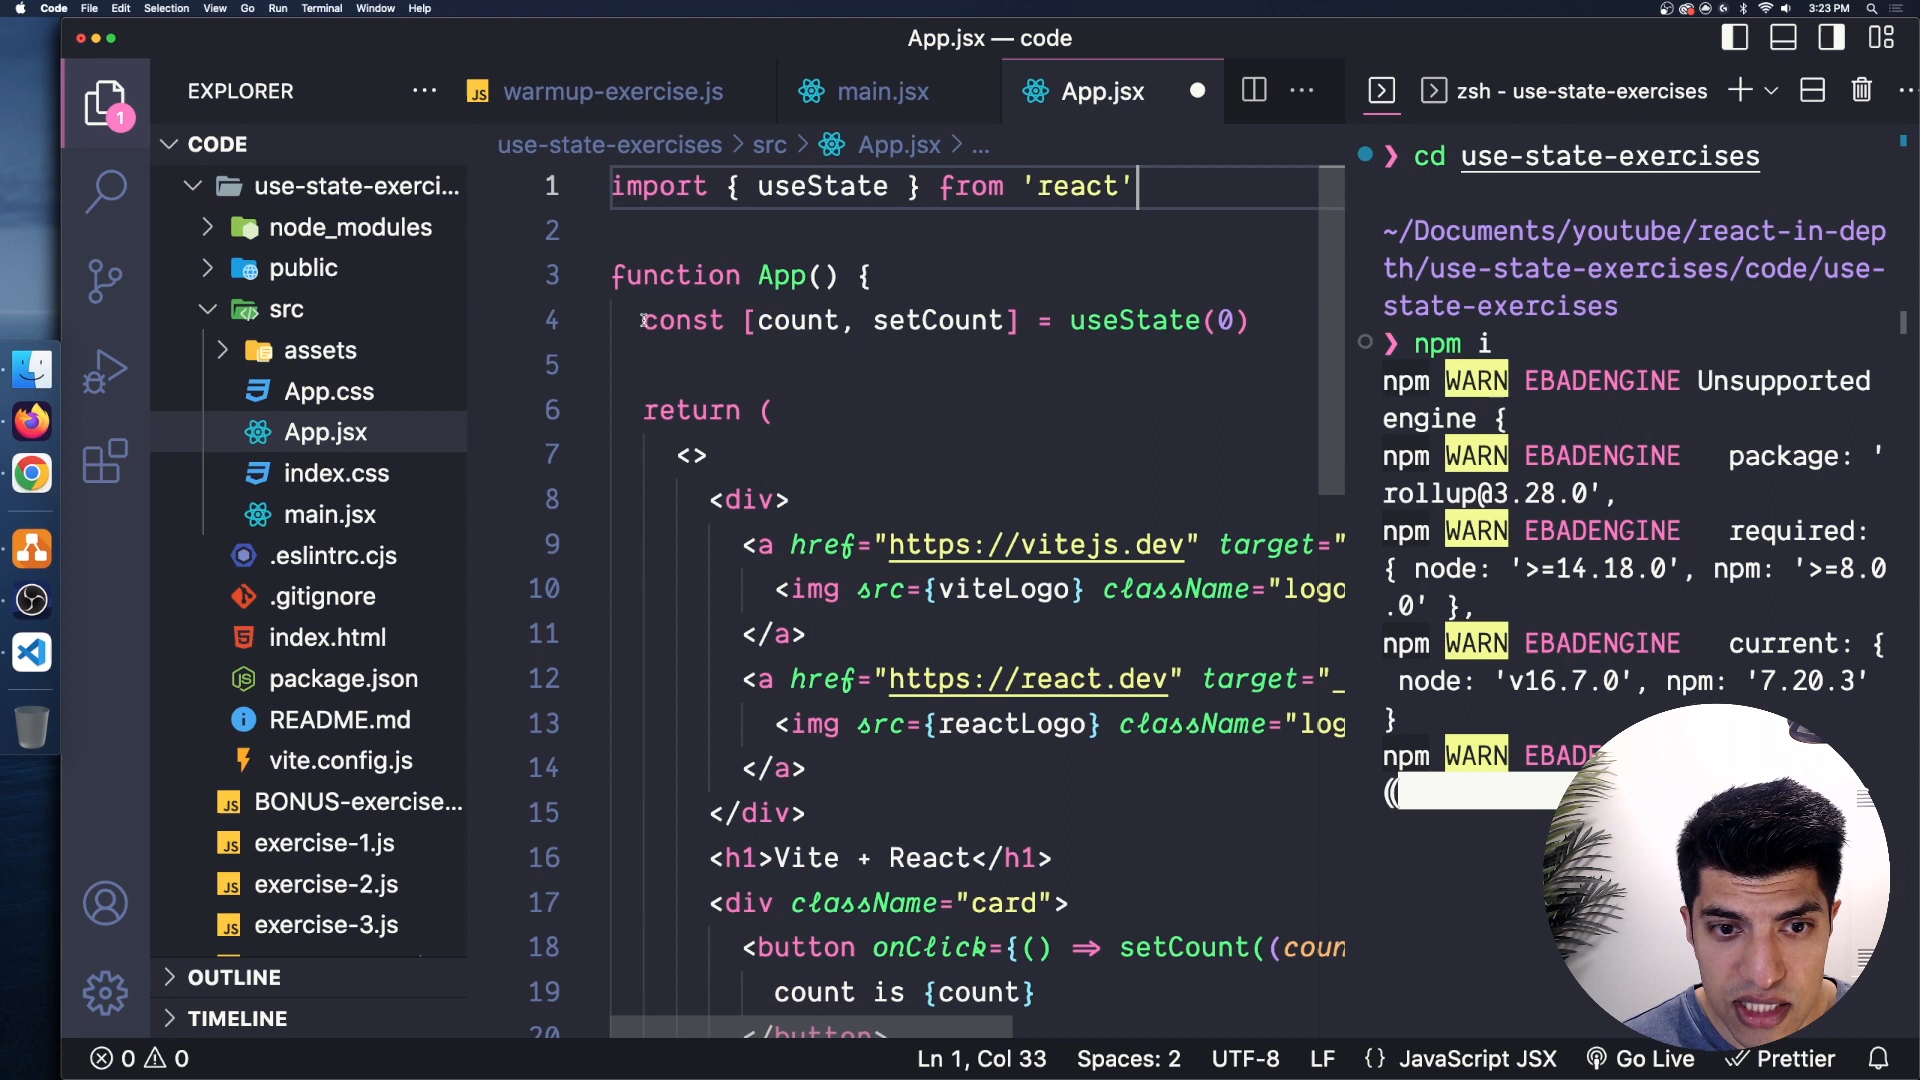 Code File Edit Selection View Go Run Terminal Window Help
3:23 PM
App.jsx — code
EXPLORER
warmup-exercise.js
main.jsx
App.jsx
zsh - use-state-exercises
1
CODE
use-state-exerci...
node_modules
public
src
assets
App.css
App.jsx
index.css
main.jsx
.eslintrc.cjs
.gitignore
index.html
package.json
README.md
vite.config.js
BONUS-exercise...
exercise-1.js
exercise-2.js
exercise-3.js
OUTLINE
TIMELINE
use-state-exercises > src > App.jsx > ...
1 import { useState } from 'react'
2
3 function App() {
4 const [count, setCount] = useState(0)
5
6 return (
7 <>
8 <div>
9 <a href="https://vitejs.dev" target="
10 <img src={viteLogo} className="logo
11 </a>
12 <a href="https://react.dev" target="_
13 <img src={reactLogo} className="log
14 </a>
15 </div>
16 <h1>Vite + React</h1>
17 <div className="card">
18 <button onClick={() => setCount((coun
19 count is {count}
20 </button>
❯ cd use-state-exercises
~/Documents/youtube/react-in-dep
th/use-state-exercises/code/use-
state-exercises
❯ npm i
npm WARN EBADENGINE Unsupported
engine {
npm WARN EBADENGINE package: '
rollup@3.28.0',
npm WARN EBADENGINE required:
{ node: '>=14.18.0', npm: '>=8.0
.0' },
npm WARN EBADENGINE current: {
node: 'v16.7.0', npm: '7.20.3'
}
npm WARN EBADE
((
0 0
Ln 1, Col 33 Spaces: 2 UTF-8 LF {} JavaScript JSX Go Live Prettier